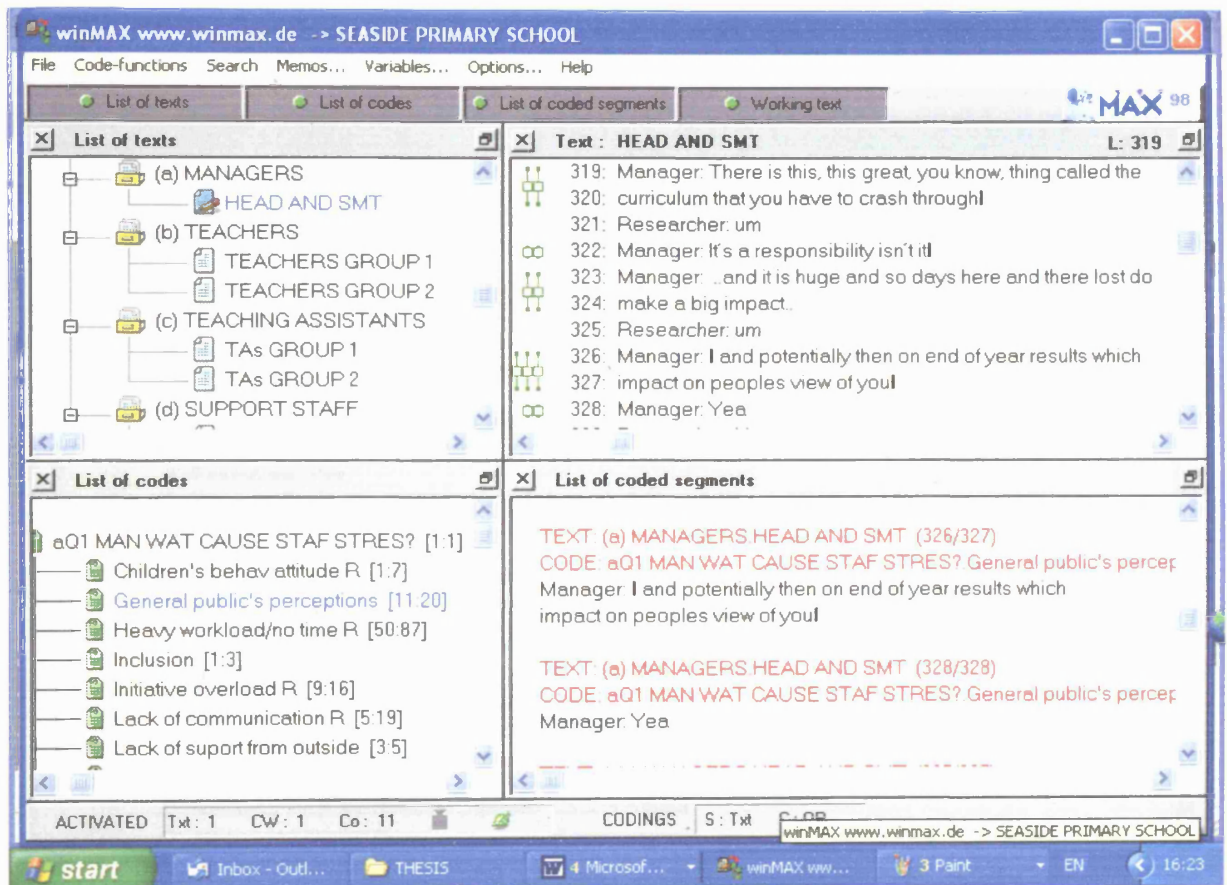 winMAX www.winmax.de -> SEASIDE PRIMARY SCHOOL
File Code-functions Search Memos... Variables... Options... Help
List of texts List of codes List of coded segments Working text
MAX 98
List of texts
(a) MANAGERS
HEAD AND SMT
(b) TEACHERS
TEACHERS GROUP 1
TEACHERS GROUP 2
(c) TEACHING ASSISTANTS
TAs GROUP 1
TAs GROUP 2
(d) SUPPORT STAFF
Text : HEAD AND SMT L: 319
319: Manager: There is this, this great, you know, thing called the
320: curriculum that you have to crash through!
321: Researcher: um
322: Manager: It's a responsibility isn't it!
323: Manager: ..and it is huge and so days here and there lost do
324: make a big impact..
325: Researcher: um
326: Manager: I and potentially then on end of year results which
327: impact on peoples view of you!
328: Manager: Yea
List of codes
aQ1 MAN WAT CAUSE STAF STRES? [1:1]
Children's behav attitude R [1:7]
General public's perceptions [11:20]
Heavy workload/no time R [50:87]
Inclusion [1:3]
Initiative overload R [9:16]
Lack of communication R [5:19]
Lack of suport from outside [3:5]
List of coded segments
TEXT: (a) MANAGERS.HEAD AND SMT (326/327)
CODE: aQ1 MAN WAT CAUSE STAF STRES?.General public's percep
Manager: I and potentially then on end of year results which
impact on peoples view of you!
TEXT: (a) MANAGERS.HEAD AND SMT (328/328)
CODE: aQ1 MAN WAT CAUSE STAF STRES?.General public's percep
Manager: Yea
ACTIVATED Txt : 1 CW : 1 Co : 11 CODINGS S : Txt
winMAX www.winmax.de -> SEASIDE PRIMARY SCHOOL
start Inbox - Outl... THESIS 4 Microsof... winMAX ww... 3 Paint EN 16:23